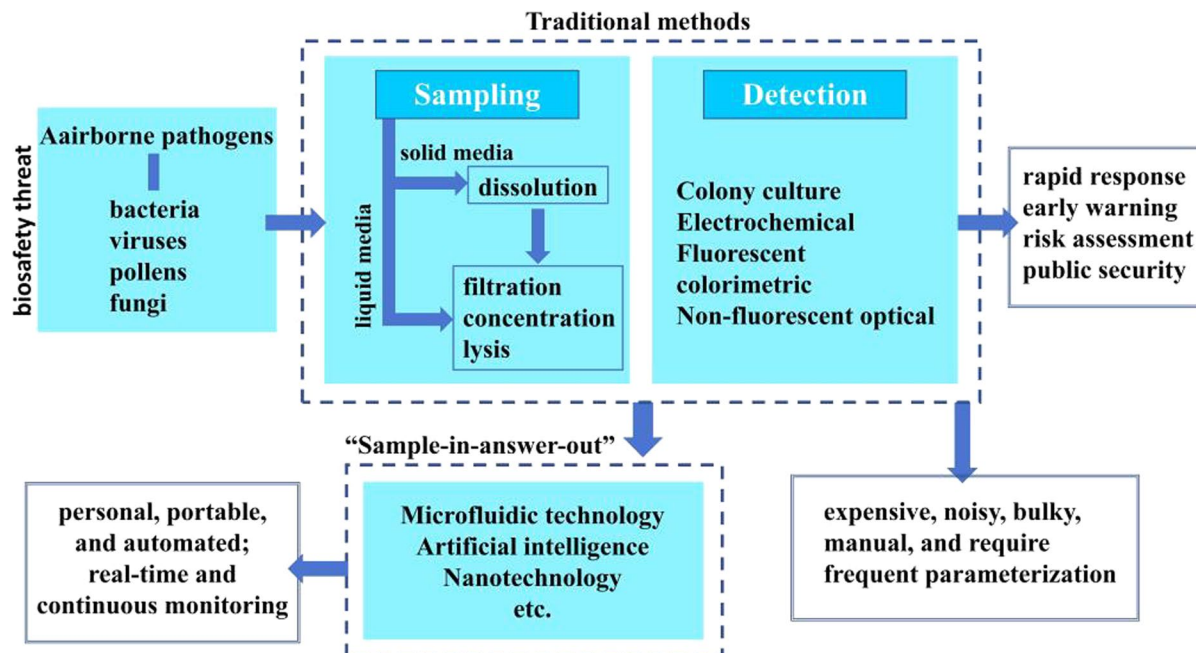 Traditional methods
biosafety threat
Aairborne pathogens
bacteria
viruses
pollens
fungi
Sampling
solid media
liquid media
dissolution
filtration
concentration
lysis
Detection
Colony culture
Electrochemical
Fluorescent
colorimetric
Non-fluorescent optical
rapid response
early warning
risk assessment
public security
“Sample-in-answer-out”
Microfluidic technology
Artificial intelligence
Nanotechnology
etc.
personal, portable,
and automated;
real-time and
continuous monitoring
expensive, noisy, bulky,
manual, and require
frequent parameterization